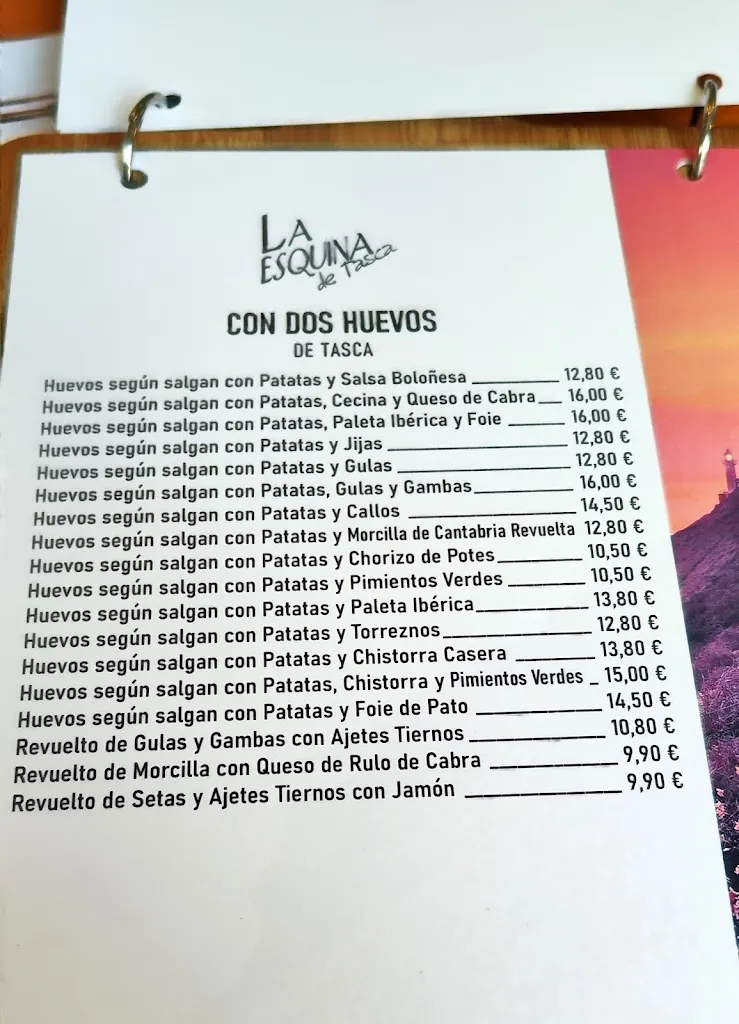 LA
ESQUINA
de Tasca
CON DOS HUEVOS
DE TASCA
Huevos según salgan con Patatas y Salsa Boloñesa 12,80 €
Huevos según salgan con Patatas, Cecina y Queso de Cabra 16,00 €
Huevos según salgan con Patatas, Paleta Ibérica y Foie 16,00 €
Huevos según salgan con Patatas y Jijas 12,80 €
Huevos según salgan con Patatas y Gulas 12,80 €
Huevos según salgan con Patatas, Gulas y Gambas 16,00 €
Huevos según salgan con Patatas y Callos 14,50 €
Huevos según salgan con Patatas y Morcilla de Cantabria Revuelta 12,80 €
Huevos según salgan con Patatas y Chorizo de Potes 10,50 €
Huevos según salgan con Patatas y Pimientos Verdes 10,50 €
Huevos según salgan con Patatas y Paleta Ibérica 13,80 €
Huevos según salgan con Patatas y Torreznos 12,80 €
Huevos según salgan con Patatas y Chistorra Casera 13,80 €
Huevos según salgan con Patatas, Chistorra y Pimientos Verdes 15,00 €
Huevos según salgan con Patatas y Foie de Pato 14,50 €
Revuelto de Gulas y Gambas con Ajetes Tiernos 10,80 €
Revuelto de Morcilla con Queso de Rulo de Cabra 9,90 €
Revuelto de Setas y Ajetes Tiernos con Jamón 9,90 €